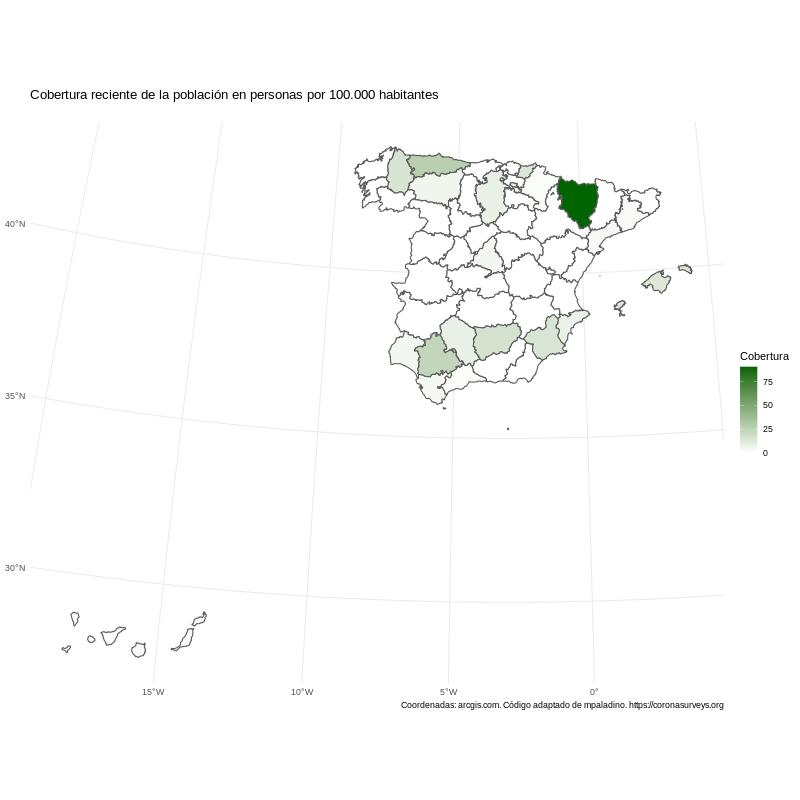 Cobertura reciente de la población en personas por 100.000 habitantes
40°N
35°N
30°N
15°W
10°W
5°W
0°
Cobertura
75
50
25
0
Coordenadas: arcgis.com. Código adaptado de mpaladino. https://coronasurveys.org